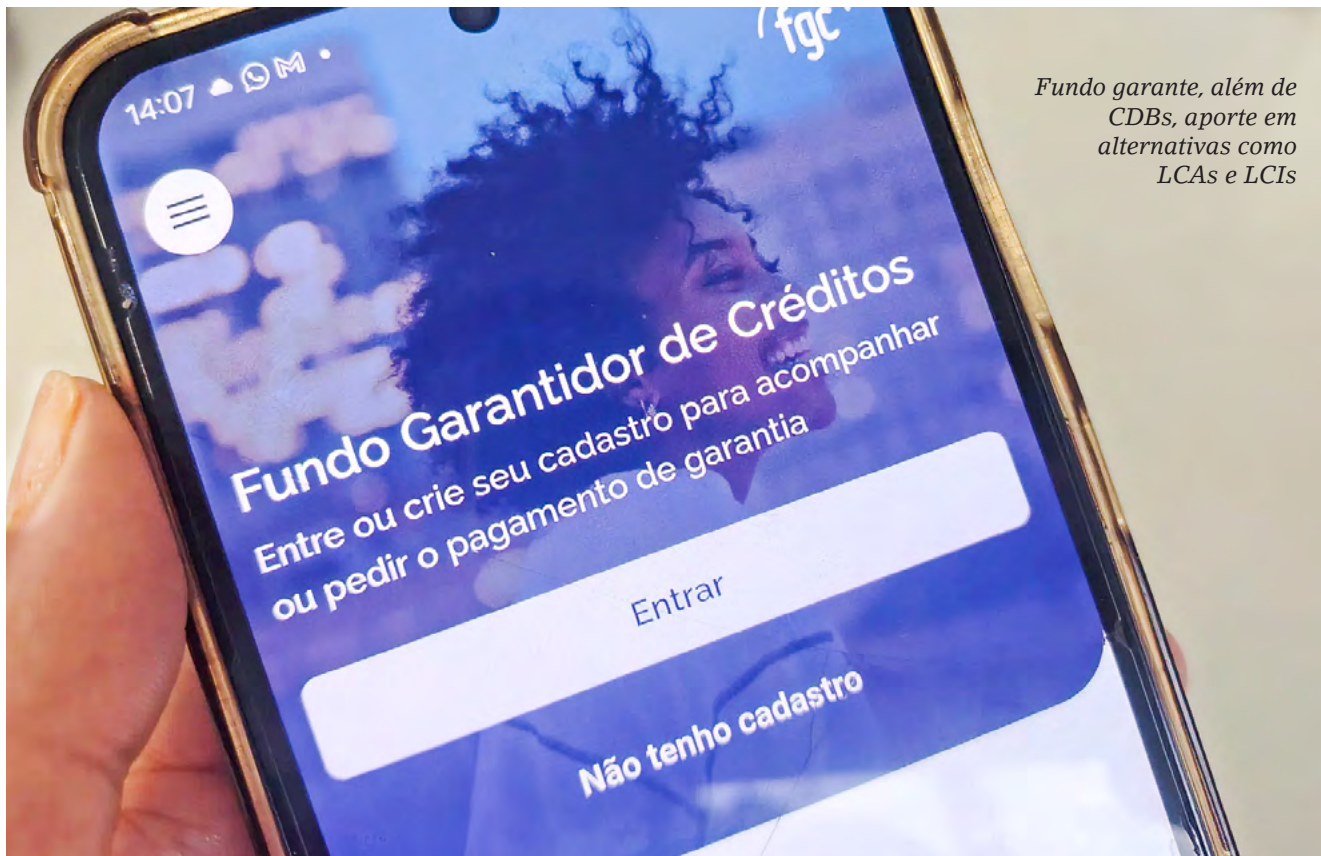 14:07
fgc
Fundo garante, além de
CDBs, aporte em
alternativas como
LCAs e LCIs
Fundo Garantidor de Créditos
Entre ou crie seu cadastro para acompanhar
ou pedir o pagamento de garantia
Entrar
Não tenho cadastro